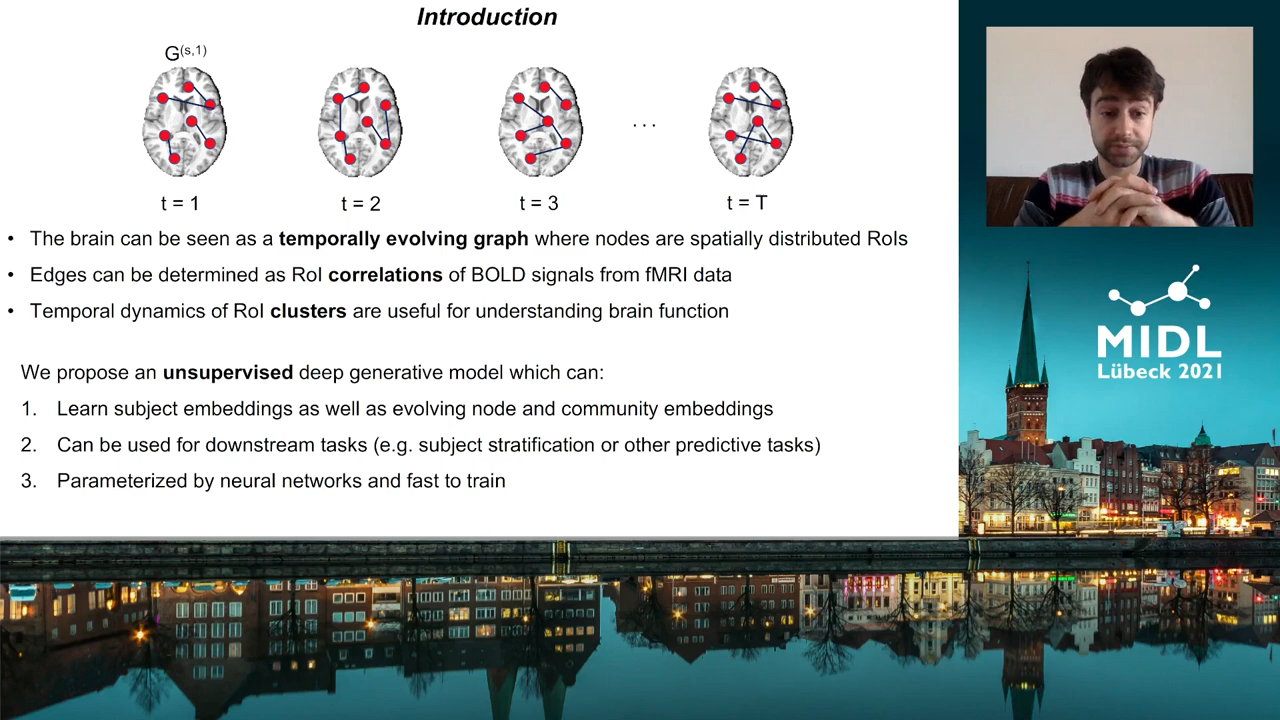 Introduction
G(s,1)
. . .
t = 1
t = 2
t = 3
t = T
• The brain can be seen as a temporally evolving graph where nodes are spatially distributed RoIs
• Edges can be determined as RoI correlations of BOLD signals from fMRI data
• Temporal dynamics of RoI clusters are useful for understanding brain function
We propose an unsupervised deep generative model which can:
1. Learn subject embeddings as well as evolving node and community embeddings
2. Can be used for downstream tasks (e.g. subject stratification or other predictive tasks)
3. Parameterized by neural networks and fast to train
MIDL
Lübeck 2021